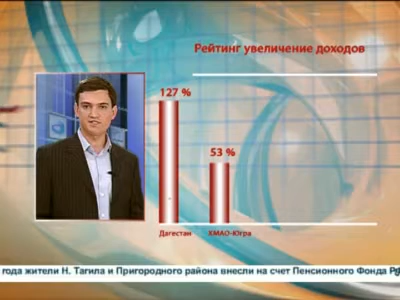 Рейтинг увеличение доходов
127 %
53 %
Дагестан
ХМАО-Югра
года жители Н. Тагила и Пригородного района внесли на счет Пенсионного Фонда